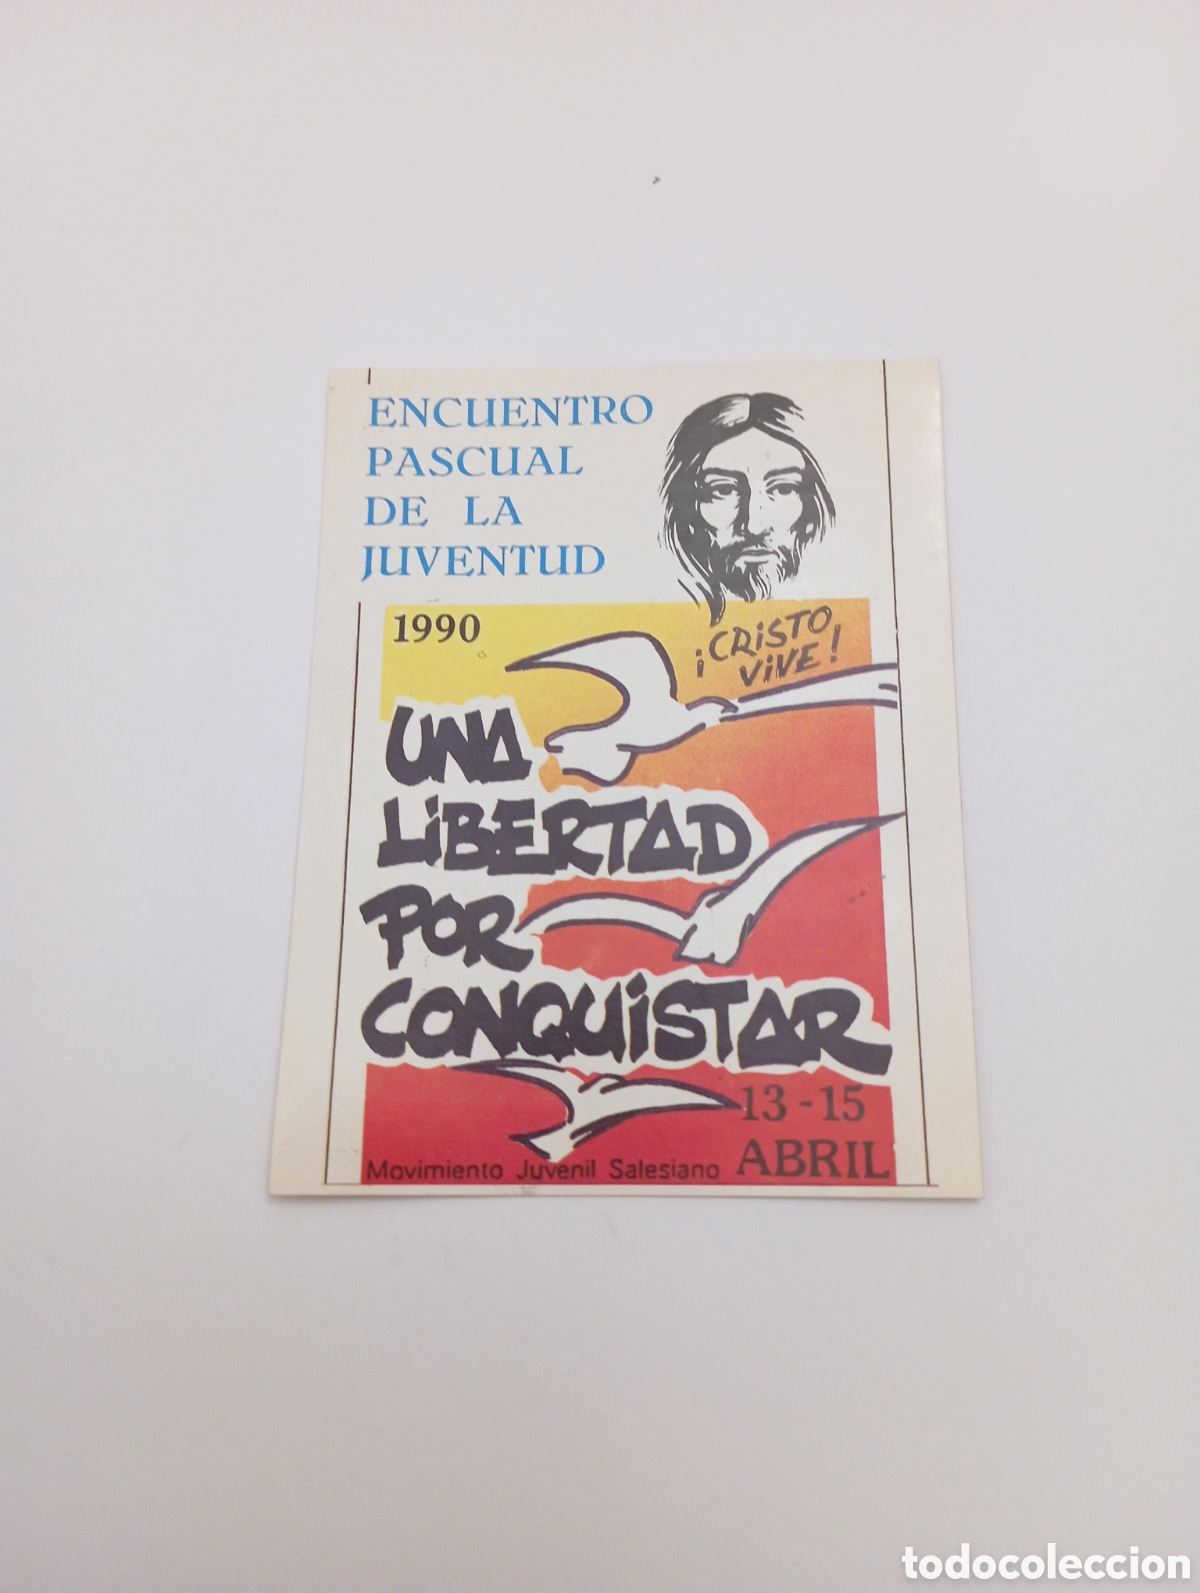 ENCUENTRO
PASCUAL
DE LA
JUVENTUD
1990
¡CRISTO
VIVE!
UNA
LIBERTAD
POR
CONQUISTAR
13-15
ABRIL
Movimiento Juvenil Salesiano
todocoleccion